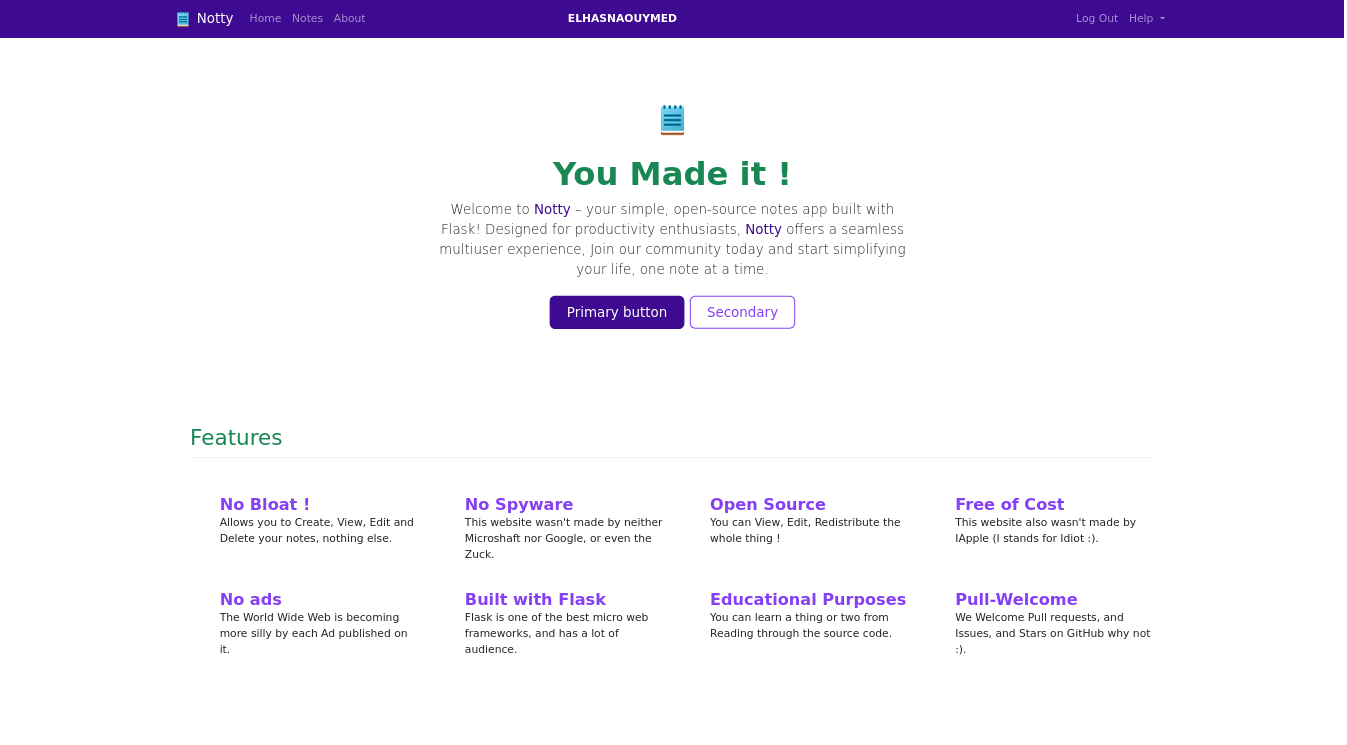 Notty Home Notes About ELHASNAOUYMED Log Out Help
You Made it !
Welcome to Notty – your simple, open-source notes app built with
Flask! Designed for productivity enthusiasts, Notty offers a seamless
multiuser experience, Join our community today and start simplifying
your life, one note at a time.
Primary button Secondary
Features
No Bloat !
Allows you to Create, View, Edit and
Delete your notes, nothing else.
No Spyware
This website wasn't made by neither
Microshaft nor Google, or even the
Zuck.
Open Source
You can View, Edit, Redistribute the
whole thing !
Free of Cost
This website also wasn't made by
IApple (I stands for Idiot :).
No ads
The World Wide Web is becoming
more silly by each Ad published on
it.
Built with Flask
Flask is one of the best micro web
frameworks, and has a lot of
audience.
Educational Purposes
You can learn a thing or two from
Reading through the source code.
Pull-Welcome
We Welcome Pull requests, and
Issues, and Stars on GitHub why not
:).